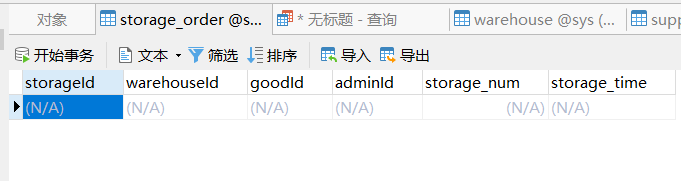 对象 storage_order @s... * 无标题 - 查询 warehouse @sys (... supp
开始事务 文本 筛选 排序 导入 导出
storageId warehouseId goodId adminId storage_num storage_time
(N/A) (N/A) (N/A) (N/A) (N/A) (N/A)